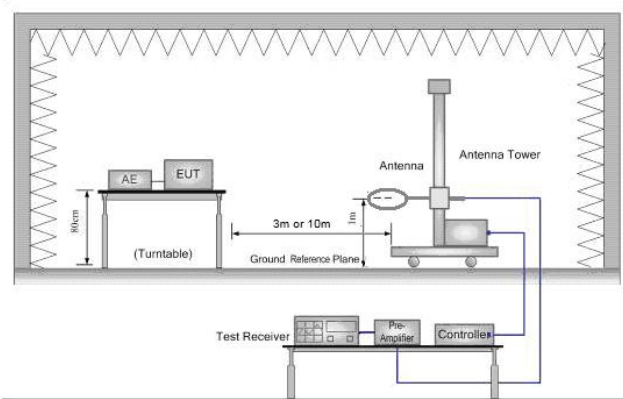 Antenna Tower
Antenna
AE
EUT
80cm
3m or 10m
1m
(Turntable)
Ground Reference Plane
Test Receiver
Pre-
Amplifier
Controller